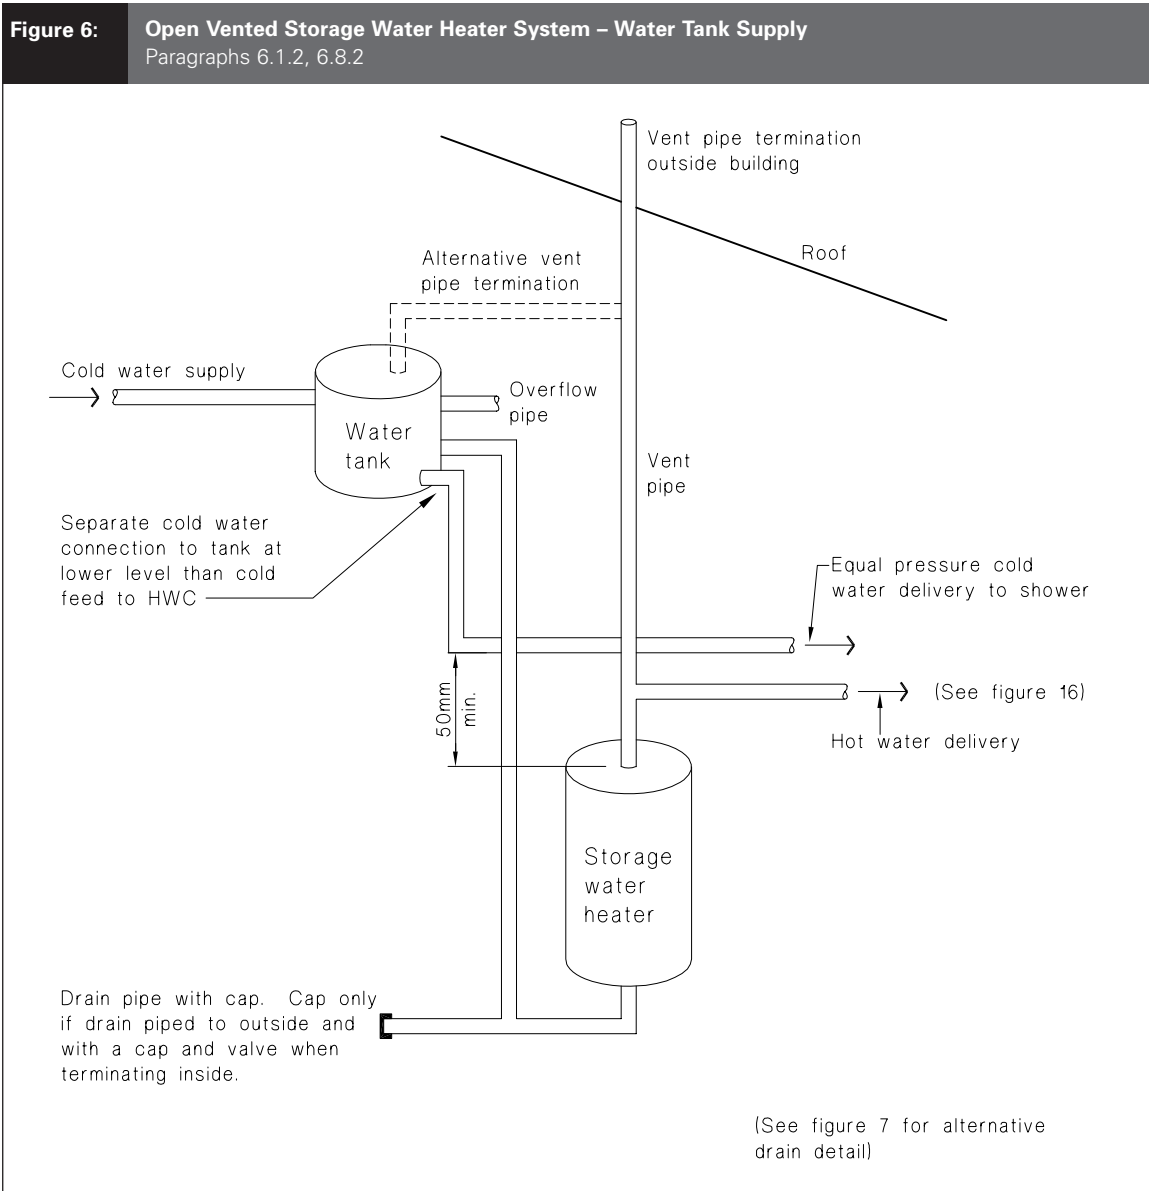 Figure 6:
Open Vented Storage Water Heater System – Water Tank Supply
Paragraphs 6.1.2, 6.8.2
Vent pipe termination
outside building
Roof
Alternative vent
pipe termination
Cold water supply
Overflow
pipe
Water
tank
Vent
pipe
Separate cold water
connection to tank at
lower level than cold
feed to HWC
Equal pressure cold
water delivery to shower
50mm
min.
(See figure 16)
Hot water delivery
Storage
water
heater
Drain pipe with cap. Cap only
if drain piped to outside and
with a cap and valve when
terminating inside.
(See figure 7 for alternative
drain detail)